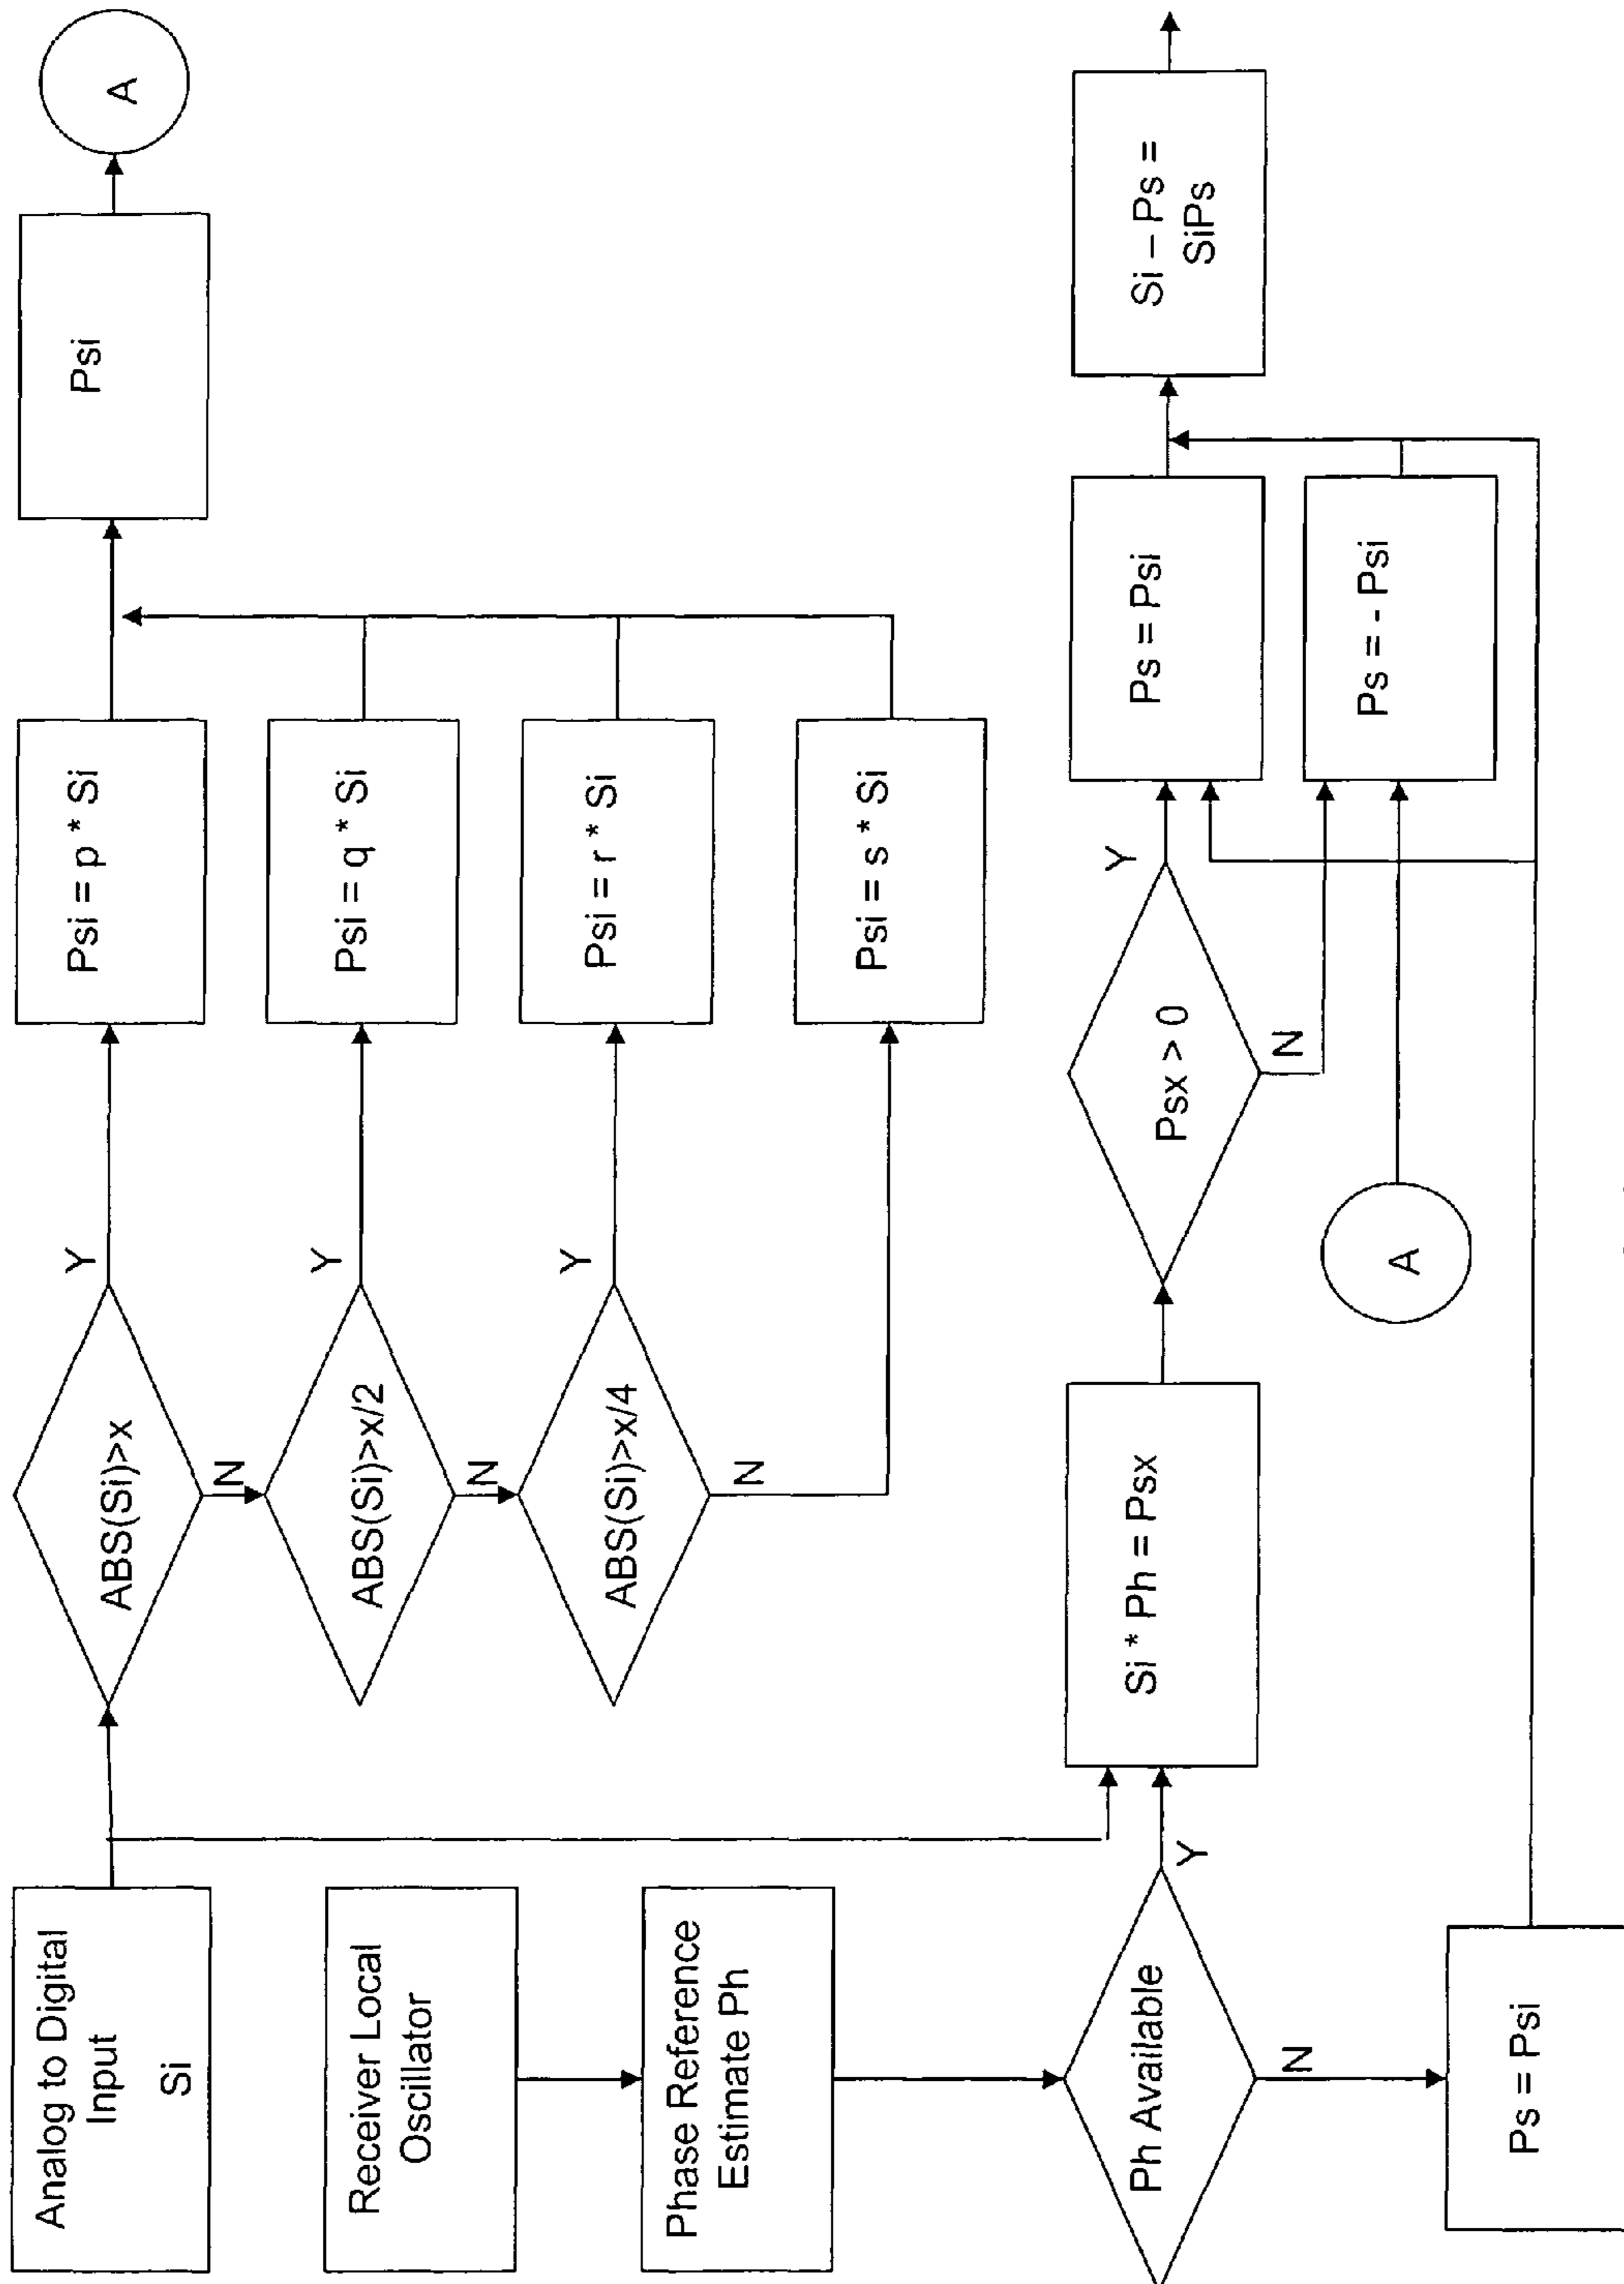 Analog to Digital
Input
Si
ABS(Si)>x
Y
N
Psi = p * Si
Psi
A
ABS(Si)>x/2
Y
N
Psi = q * Si
Receiver Local
Oscillator
ABS(Si)>x/4
Y
N
Psi = r * Si
Phase Reference
Estimate Ph
Psi = s * Si
Ph Available
Y
N
Si * Ph = Psx
Psx > 0
Y
N
Ps = Psi
Si – Ps =
SiPs
A
Ps = - Psi
Ps = Psi